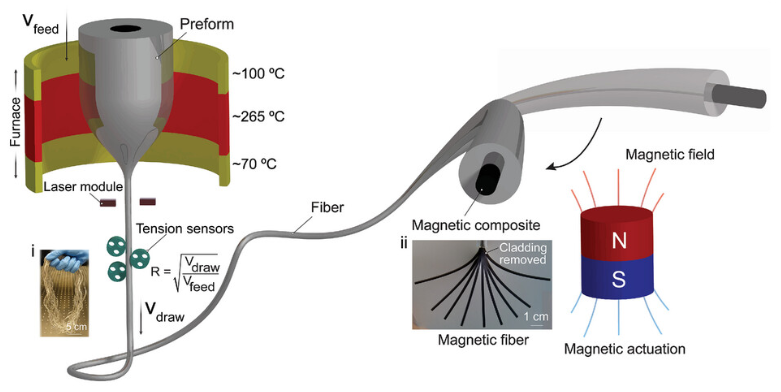 V feed
Preform
Furnace
~100 ºC
~265 ºC
~70 ºC
Laser module
Tension sensors
Fiber
R = √(V draw / V feed)
V draw
i
5 cm
Magnetic composite
ii
Cladding
removed
1 cm
Magnetic fiber
Magnetic field
N
S
Magnetic actuation